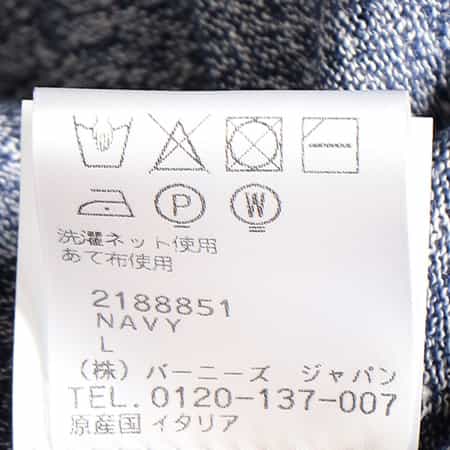 P W
洗濯ネット使用
あて布使用
2188851
NAVY
L
(株) バーニーズ ジャパン
TEL. 0120-137-007
原産国 イタリア